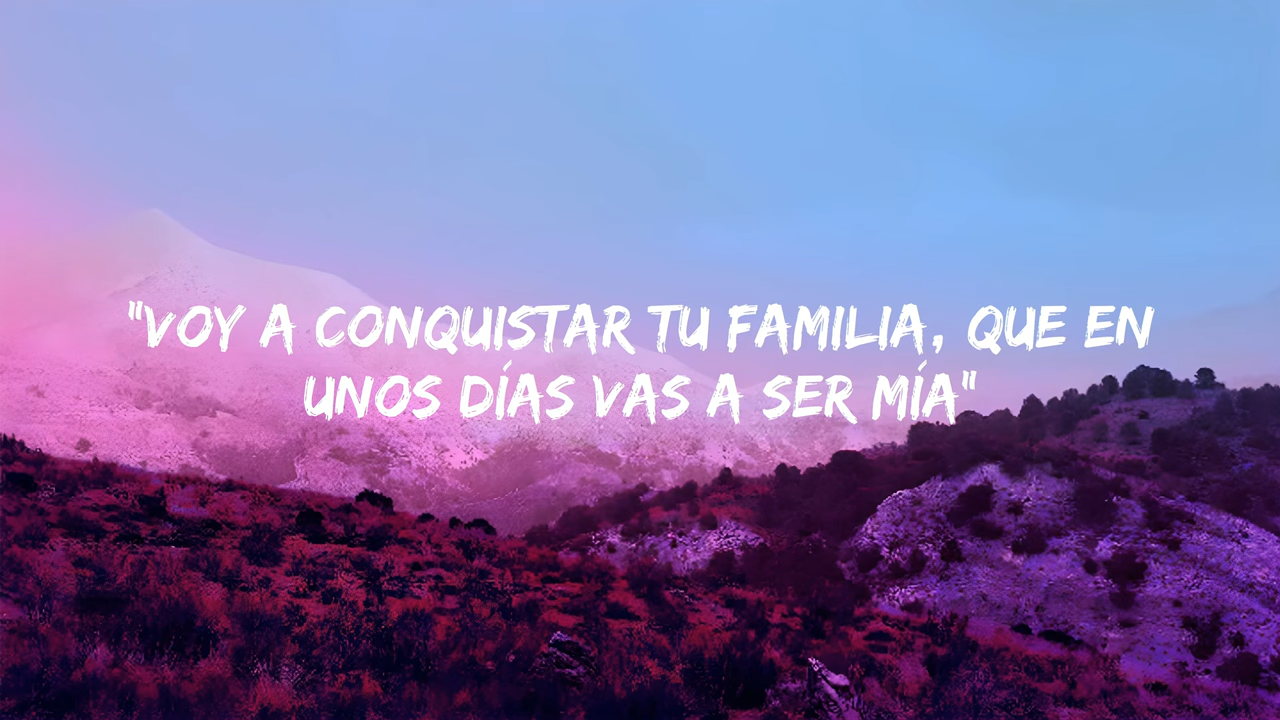 "VOY A CONQUISTAR TU FAMILIA, QUE EN
UNOS DÍAS VAS A SER MÍA"